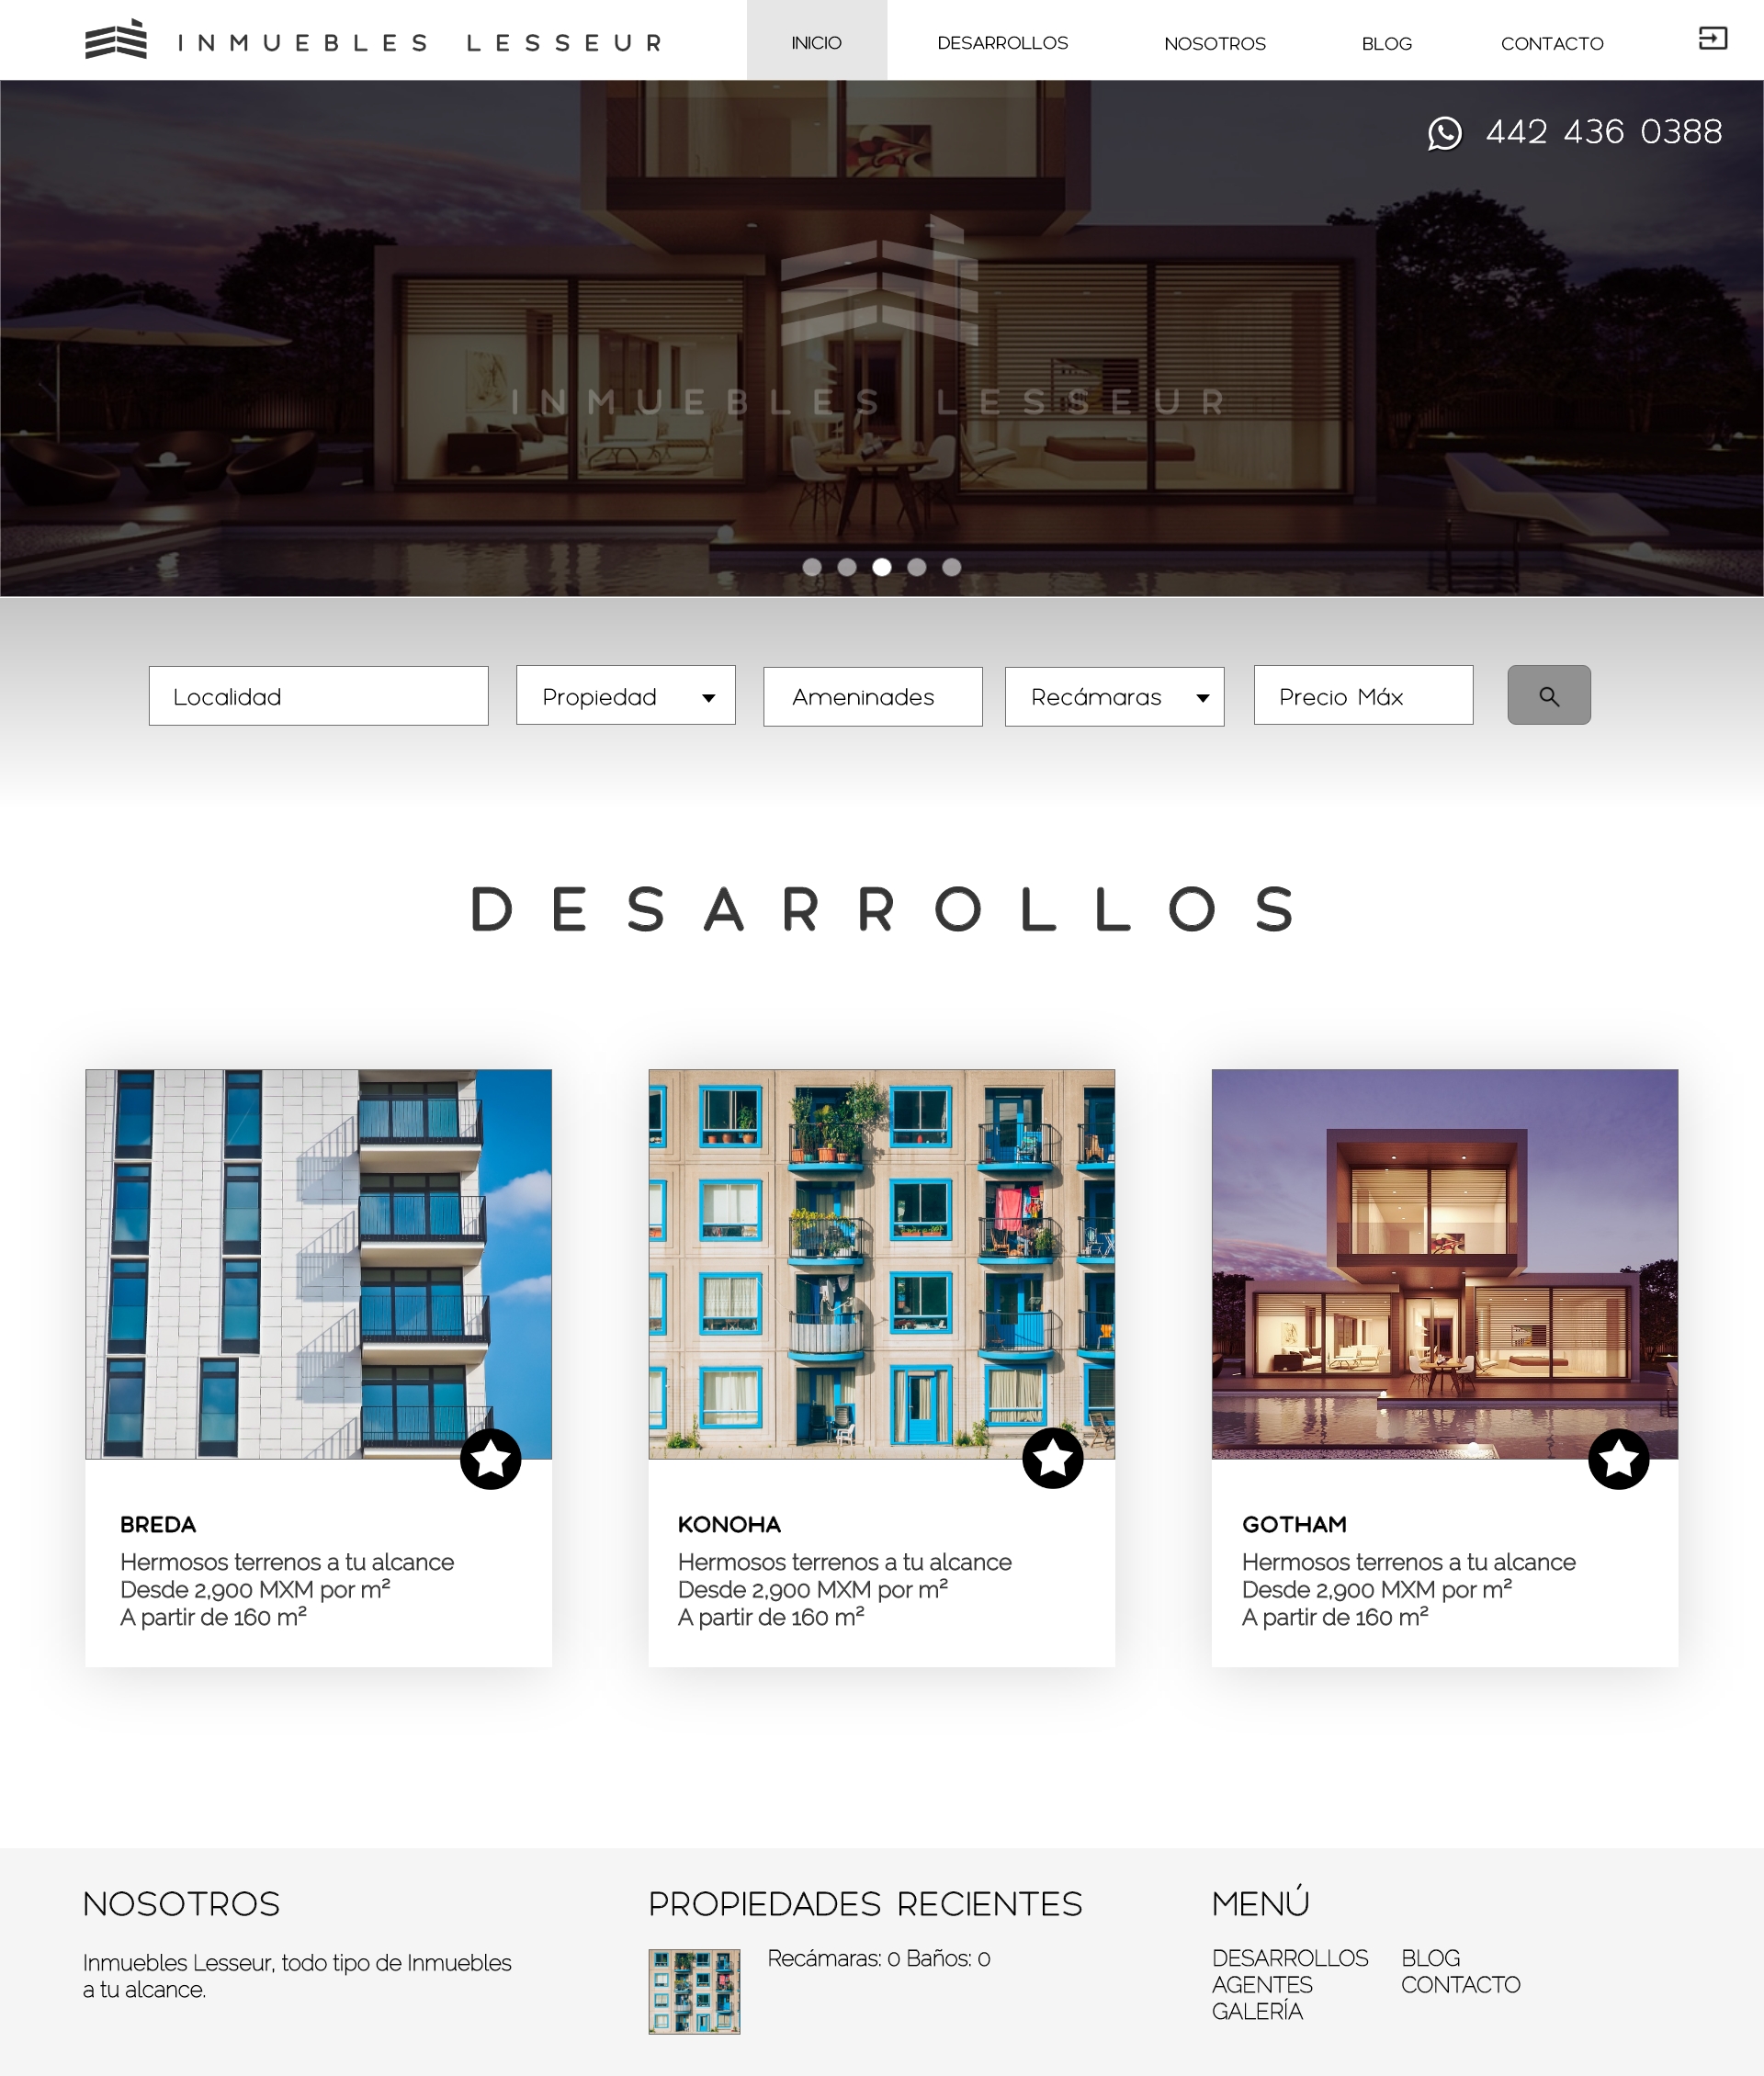 INMUEBLES LESSEUR
INICIO
DESARROLLOS
NOSOTROS
BLOG
CONTACTO
442 436 0388
INMUEBLES LESSEUR
Localidad
Propiedad
Ameninades
Recámaras
Precio Máx
DESARROLLOS
BREDA
Hermosos terrenos a tu alcance
Desde 2,900 MXM por m²
A partir de 160 m²
KONOHA
Hermosos terrenos a tu alcance
Desde 2,900 MXM por m²
A partir de 160 m²
GOTHAM
Hermosos terrenos a tu alcance
Desde 2,900 MXM por m²
A partir de 160 m²
NOSOTROS
Inmuebles Lesseur, todo tipo de Inmuebles
a tu alcance.
PROPIEDADES RECIENTES
Recámaras: 0 Baños: 0
MENÚ
DESARROLLOS
AGENTES
GALERÍA
BLOG
CONTACTO